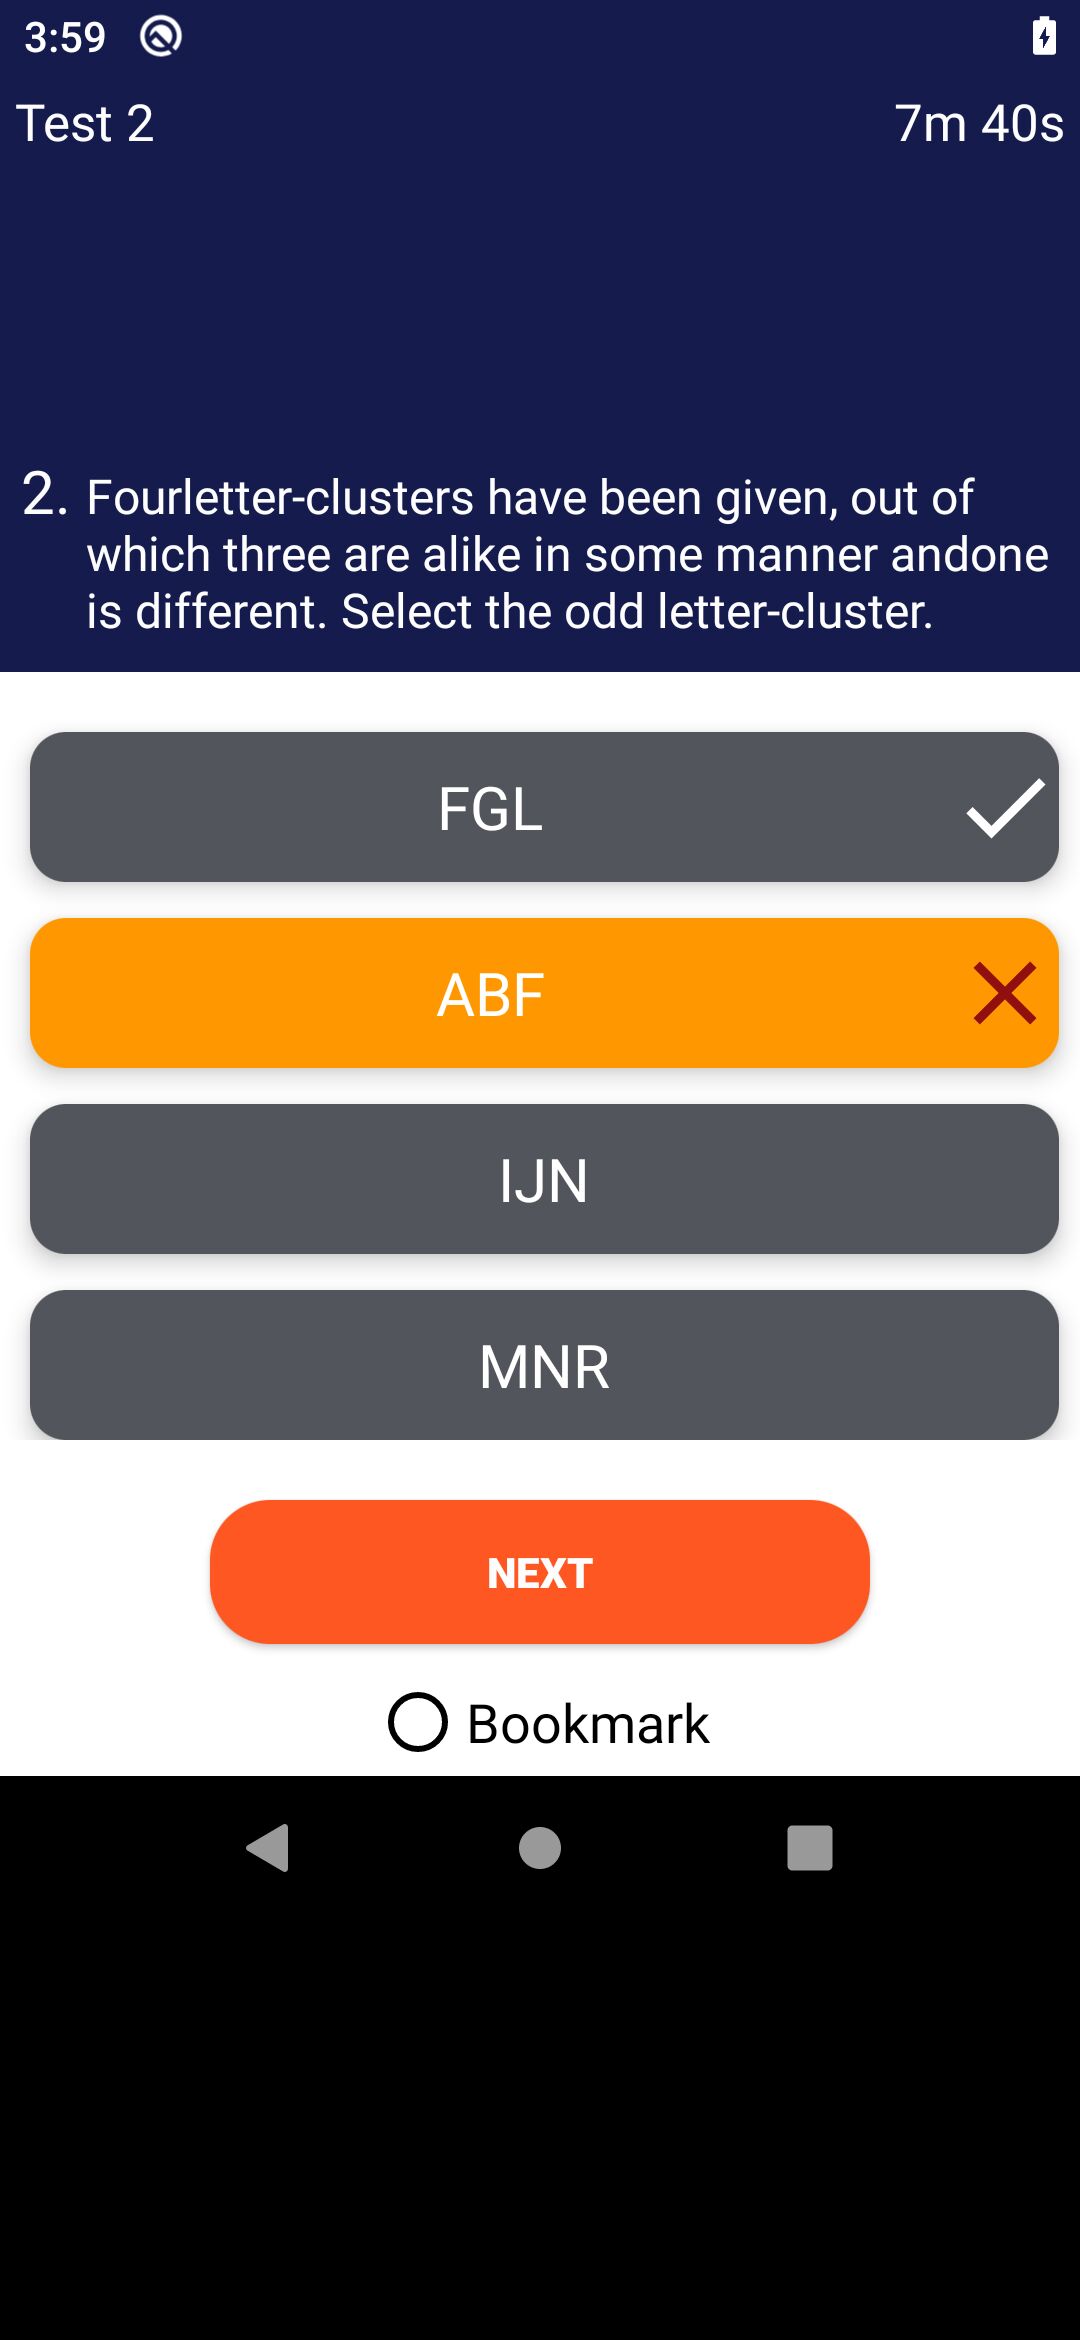 3:59
Test 2
7m 40s
2. Fourletter-clusters have been given, out of
which three are alike in some manner andone
is different. Select the odd letter-cluster.
FGL
ABF
IJN
MNR
NEXT
Bookmark